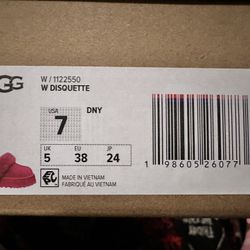 GG
W / 1122550
W DISQUETTE
DNY
USA
7
UK EU JP
5 38 24
MADE IN VIETNAM
FABRIQUÉ AU VIETNAM
1 98605 26077